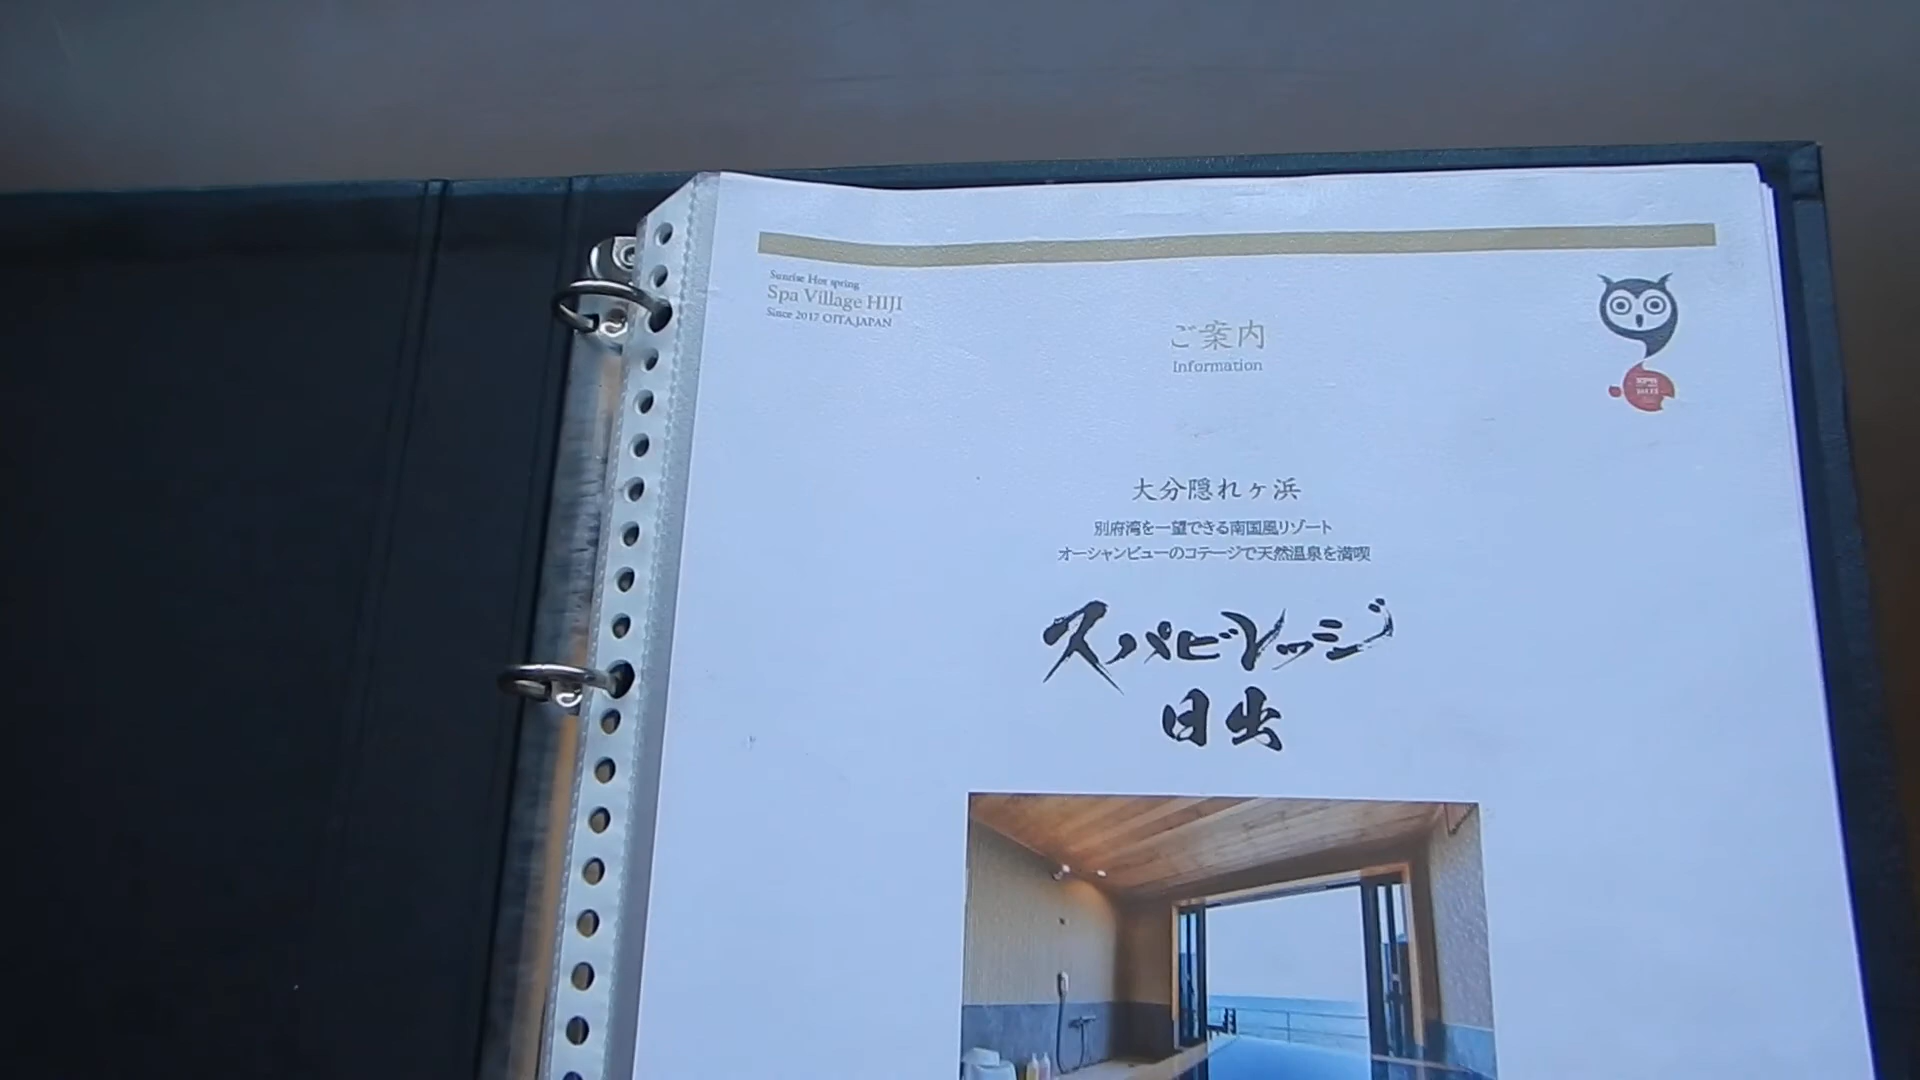 Sunrise Hot spring
Spa Village HIJI
Since 2017 OITA,JAPAN
ご案内
Information
大分隠れヶ浜
別府湾を一望できる南国風リゾート
オーシャンビューのコテージで天然温泉を満喫
スパビレッジ
日出